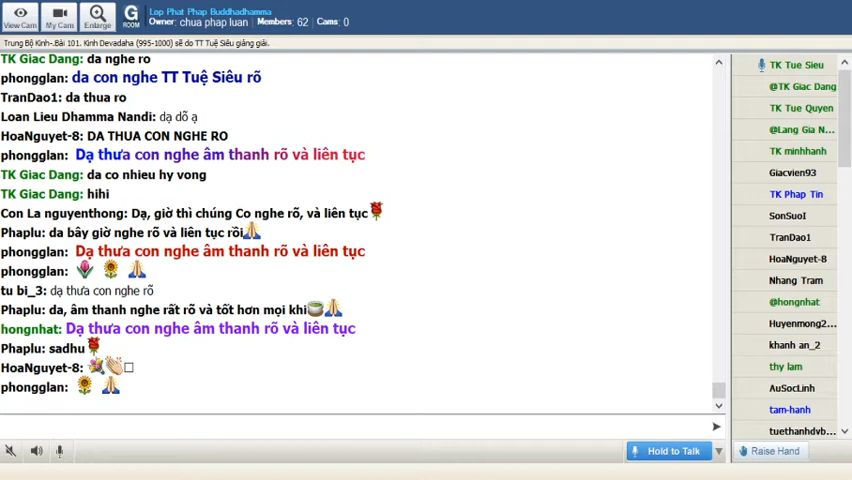 Lop Phat Phap Buddhadhamma
Owner: chua phap luan Members: 62 Cams: 0
View Cam My Cam Enlarge G ROOM
Trung Bộ Kinh-.Bài 101. Kinh Devadaha (995-1000) sẽ do TT Tuệ Siêu giảng giải.
TK Giac Dang: da nghe ro
phongglan: da con nghe TT Tuệ Siêu rõ
TranDao1: da thua ro
Loan Lieu Dhamma Nandi: dạ dỗ ạ
HoaNguyet-8: DA THUA CON NGHE RO
phongglan: Dạ thưa con nghe âm thanh rõ và liên tục
TK Giac Dang: da co nhieu hy vong
TK Giac Dang: hihi
Con La nguyenthong: Dạ, giờ thì chúng Co nghe rõ, và liên tục
Phaplu: da bây giờ nghe rõ và liên tục rồi
phongglan: Dạ thưa con nghe âm thanh rõ và liên tục
phongglan:
tu bi_3: dạ thưa con nghe rõ
Phaplu: da, âm thanh nghe rất rõ và tốt hơn mọi khi
hongnhat: Dạ thưa con nghe âm thanh rõ và liên tục
Phaplu: sadhu
HoaNguyet-8:
phongglan:
Hold to Talk
TK Tue Sieu
@TK Giac Dang
TK Tue Quyen
@Lang Gia N...
TK minhhanh
Giacvien93
TK Phap Tin
SonSuoI
TranDao1
HoaNguyet-8
Nhang Tram
@hongnhat
Huyenmong2...
khanh an_2
thy lam
AuSocLinh
tam-hanh
tuethanhdvb...
Raise Hand